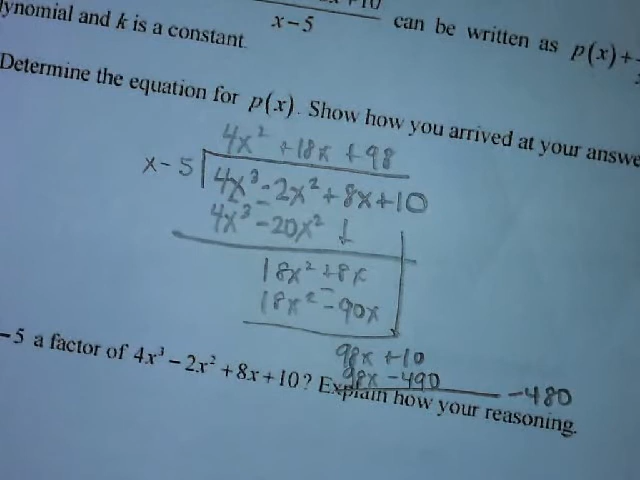 x+10
x-5 can be written as p(x)+
lynomial and k is a constant.
Determine the equation for p(x). Show how you arrived at your answe
4x² +18x +98
x-5 4x³-2x²+8x+10
4x³-20x²
18x²+8x
18x²-90x
98x +10
98x -490 -480
-5 a factor of 4x³-2x²+8x+10? Explain how your reasoning.